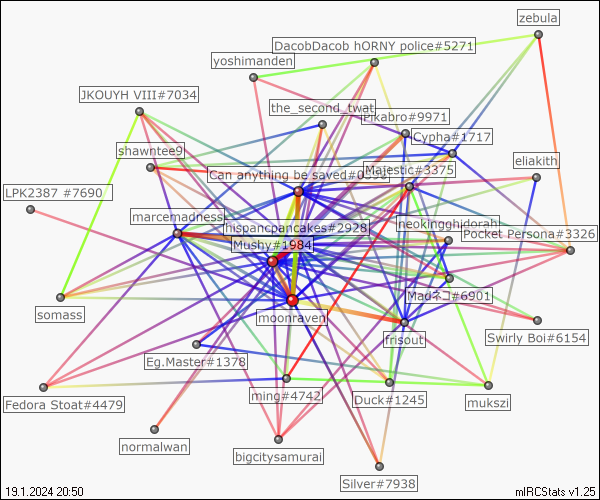 zebula
DacobDacob hORNY police#5271
yoshimanden
JKOUYH VIII#7034
the_second_twat
Pikabro#9971
Cypha#1717
shawntee9
eliakith
Can anything be saved#0
Majestic#3375
LPK2387 #7690
marcemadness
hispancpancakes#2928
neokingghidorah
Pocket Persona#3326
Mushy#1984
Madネコ#6901
somass
moonraven
frisout
Swirly Boi#6154
Eg.Master#1378
ming#4742
Duck#1245
mukszi
Fedora Stoat#4479
normalwan
bigcitysamurai
Silver#7938
19.1.2024 20:50
mIRCStats v1.25